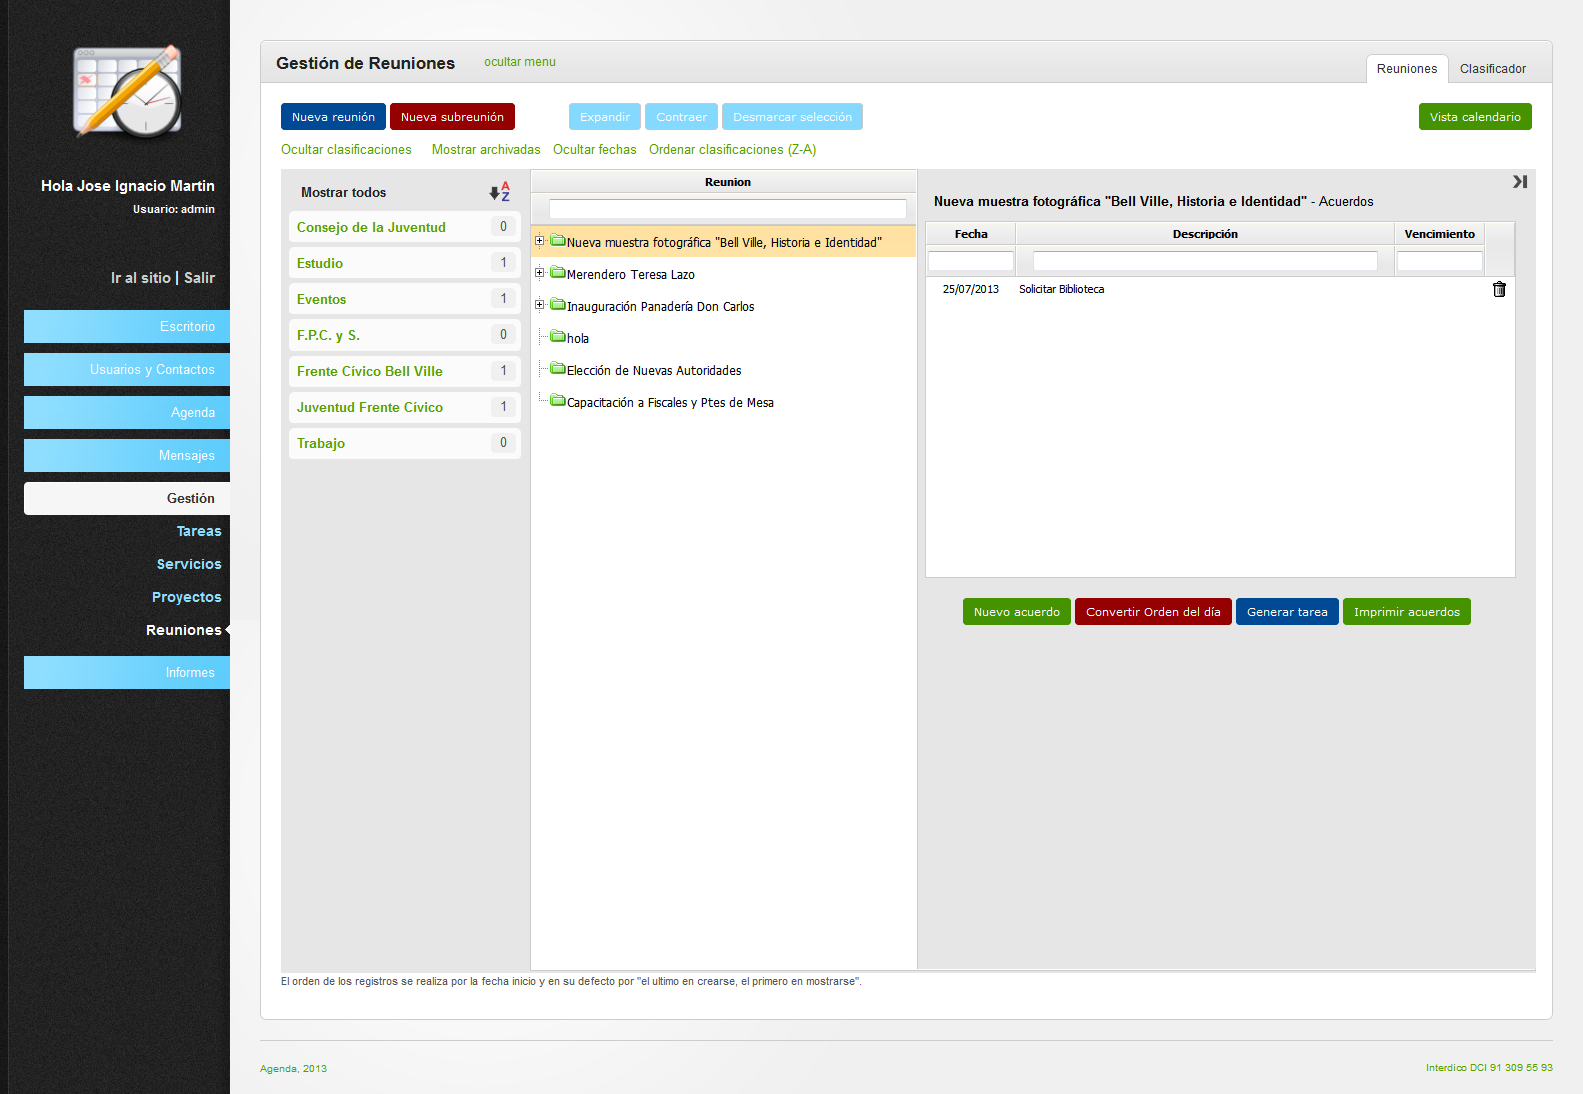 Hola Jose Ignacio Martin
Usuario: admin
Ir al sitio | Salir
Escritorio
Usuarios y Contactos
Agenda
Mensajes
Gestión
Tareas
Servicios
Proyectos
Reuniones
Informes
Gestión de Reuniones
ocultar menu
Reuniones
Clasificador
Nueva reunión
Nueva subreunión
Expandir
Contraer
Desmarcar selección
Vista calendario
Ocultar clasificaciones
Mostrar archivadas
Ocultar fechas
Ordenar clasificaciones (Z-A)
Mostrar todos
A
Z
Consejo de la Juventud 0
Estudio 1
Eventos 1
F.P.C. y S. 0
Frente Cívico Bell Ville 1
Juventud Frente Cívico 1
Trabajo 0
Reunion
Nueva muestra fotográfica "Bell Ville, Historia e Identidad"
Merendero Teresa Lazo
Inauguración Panadería Don Carlos
hola
Elección de Nuevas Autoridades
Capacitación a Fiscales y Ptes de Mesa
Nueva muestra fotográfica "Bell Ville, Historia e Identidad" - Acuerdos
Fecha Descripción Vencimiento
25/07/2013 Solicitar Biblioteca
Nuevo acuerdo
Convertir Orden del día
Generar tarea
Imprimir acuerdos
El orden de los registros se realiza por la fecha inicio y en su defecto por "el ultimo en crearse, el primero en mostrarse".
Agenda, 2013
Interdico DCI 91 309 55 93